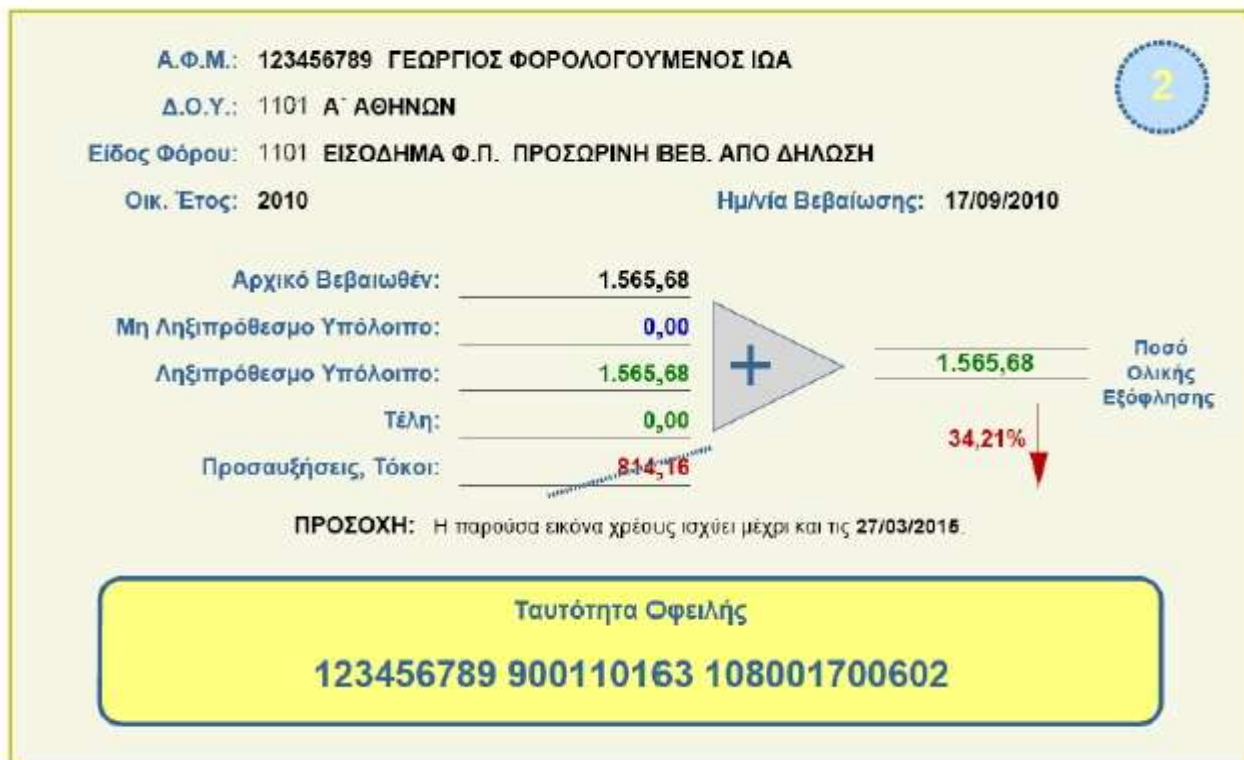 Α.Φ.Μ.: 123456789 ΓΕΩΡΓΙΟΣ ΦΟΡΟΛΟΓΟΥΜΕΝΟΣ ΙΩΑ
2
Δ.Ο.Υ.: 1101 Α΄ ΑΘΗΝΩΝ
Είδος Φόρου: 1101 ΕΙΣΟΔΗΜΑ Φ.Π. ΠΡΟΣΩΡΙΝΗ ΒΕΒ. ΑΠΟ ΔΗΛΩΣΗ
Οικ. Έτος: 2010 Ημ/νία Βεβαίωσης: 17/09/2010
Αρχικό Βεβαιωθέν: 1.565,68
Μη Ληξιπρόθεσμο Υπόλοιπο: 0,00
Ληξιπρόθεσμο Υπόλοιπο: 1.565,68
Τέλη: 0,00
Προσαυξήσεις, Τόκοι: 814,16
+
1.565,68
Ποσό
Ολικής
Εξόφλησης
34,21%
ΠΡΟΣΟΧΗ: Η παρούσα εικόνα χρέους ισχύει μέχρι και τις 27/03/2015.
Ταυτότητα Οφειλής
123456789 900110163 108001700602